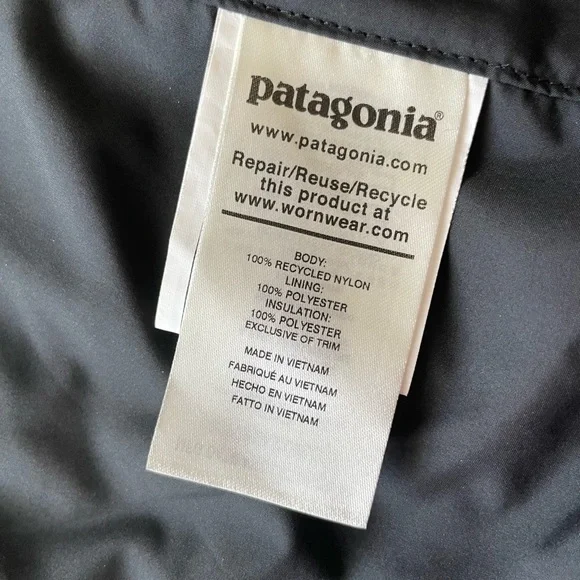 patagonia®
www.patagonia.com
Repair/Reuse/Recycle
this product at
www.wornwear.com
BODY:
100% RECYCLED NYLON
LINING:
100% POLYESTER
INSULATION:
100% POLYESTER
EXCLUSIVE OF TRIM
MADE IN VIETNAM
FABRIQUÉ AU VIETNAM
HECHO EN VIETNAM
FATTO IN VIETNAM